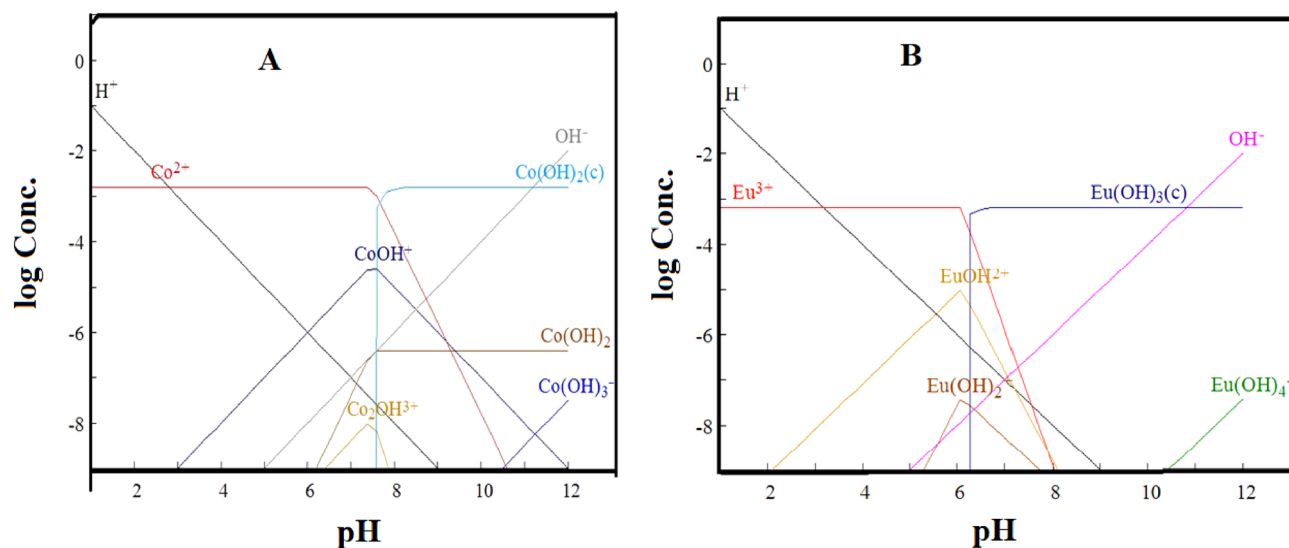 A
log Conc.
0
-2
-4
-6
-8
H⁺
Co²⁺
OH⁻
Co(OH)₂(c)
CoOH⁺
Co(OH)₂
Co₂OH³⁺
Co(OH)₃⁻
2 4 6 8 10 12
pH
B
log Conc.
0
-2
-4
-6
-8
H⁺
Eu³⁺
OH⁻
Eu(OH)₃(c)
EuOH²⁺
Eu(OH)₂⁺
Eu(OH)₄⁻
2 4 6 8 10 12
pH